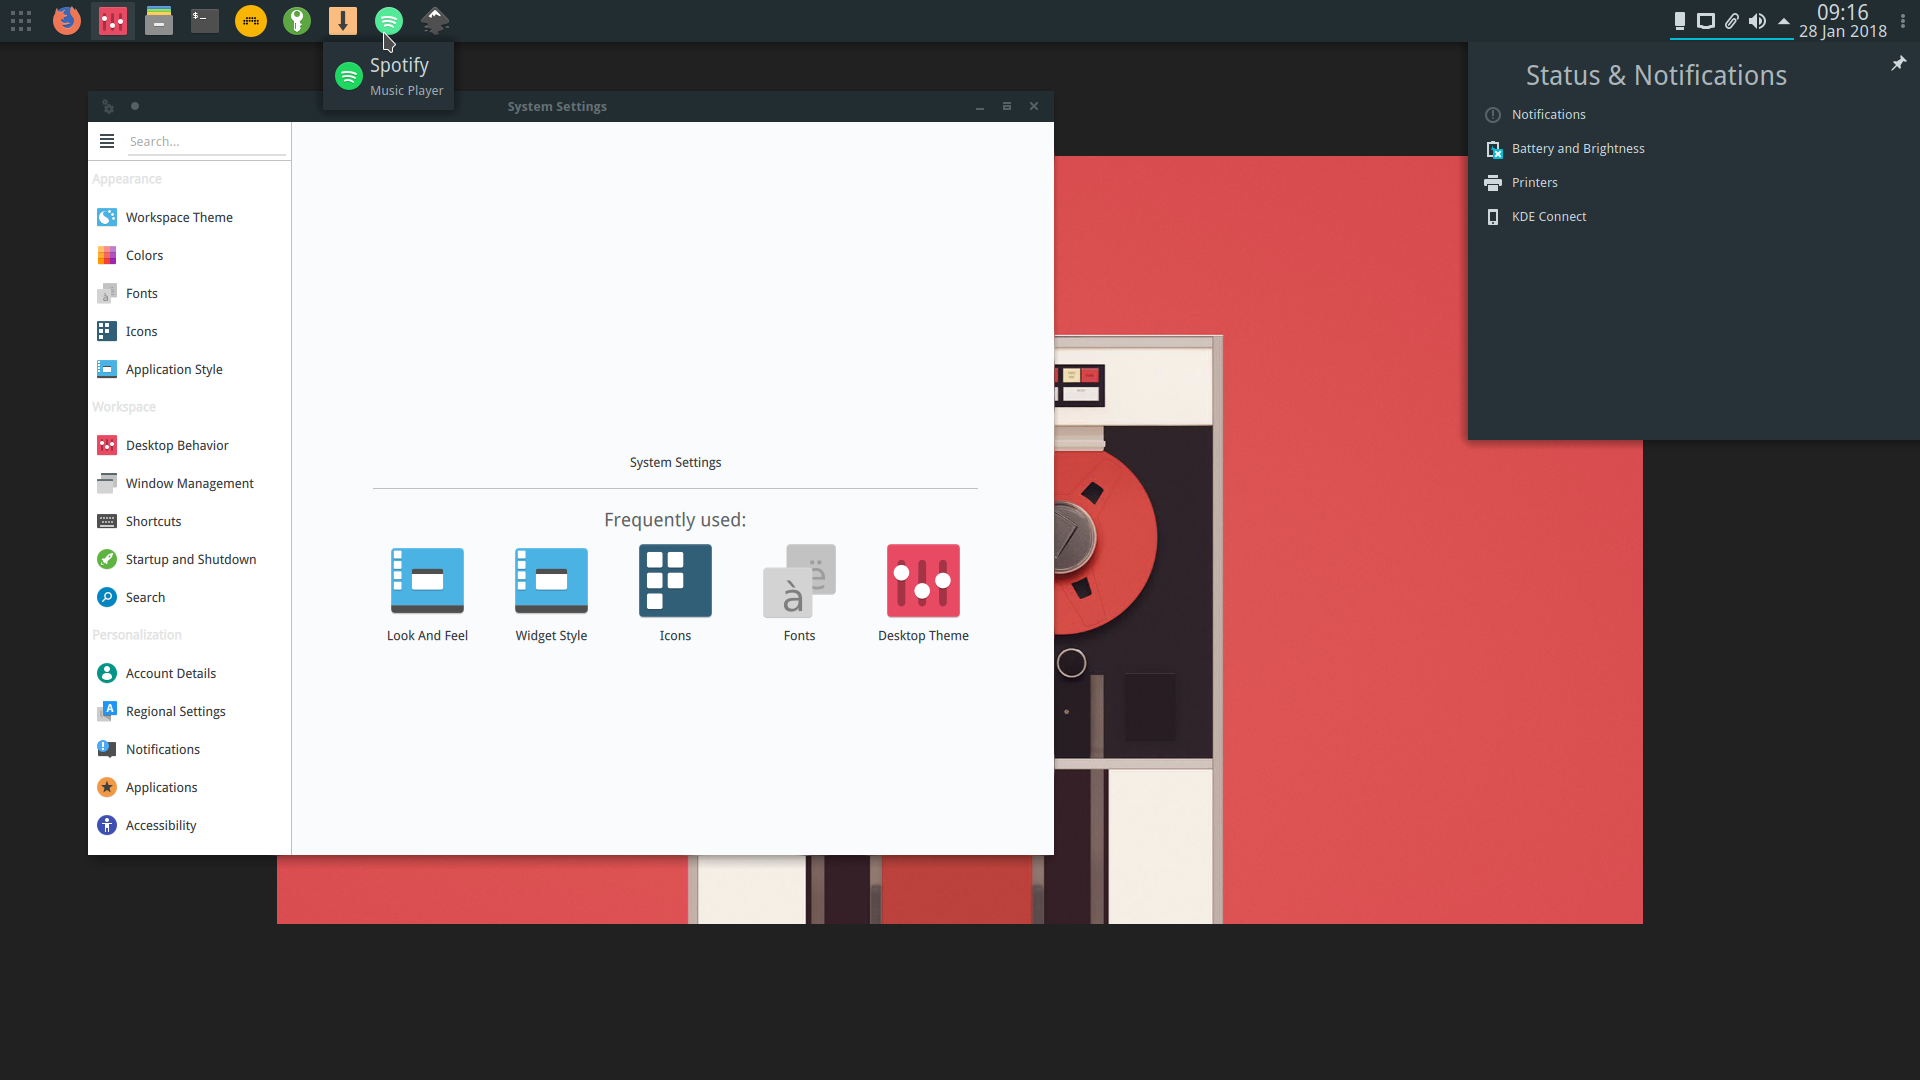 $-
09:16
28 Jan 2018
Spotify
Music Player
Status & Notifications
Notifications
Battery and Brightness
Printers
KDE Connect
System Settings
Search...
Appearance
Workspace Theme
Colors
Fonts
Icons
Application Style
Workspace
Desktop Behavior
Window Management
Shortcuts
Startup and Shutdown
Search
Personalization
Account Details
Regional Settings
Notifications
Applications
Accessibility
System Settings
Frequently used:
à ë
Look And Feel
Widget Style
Icons
Fonts
Desktop Theme